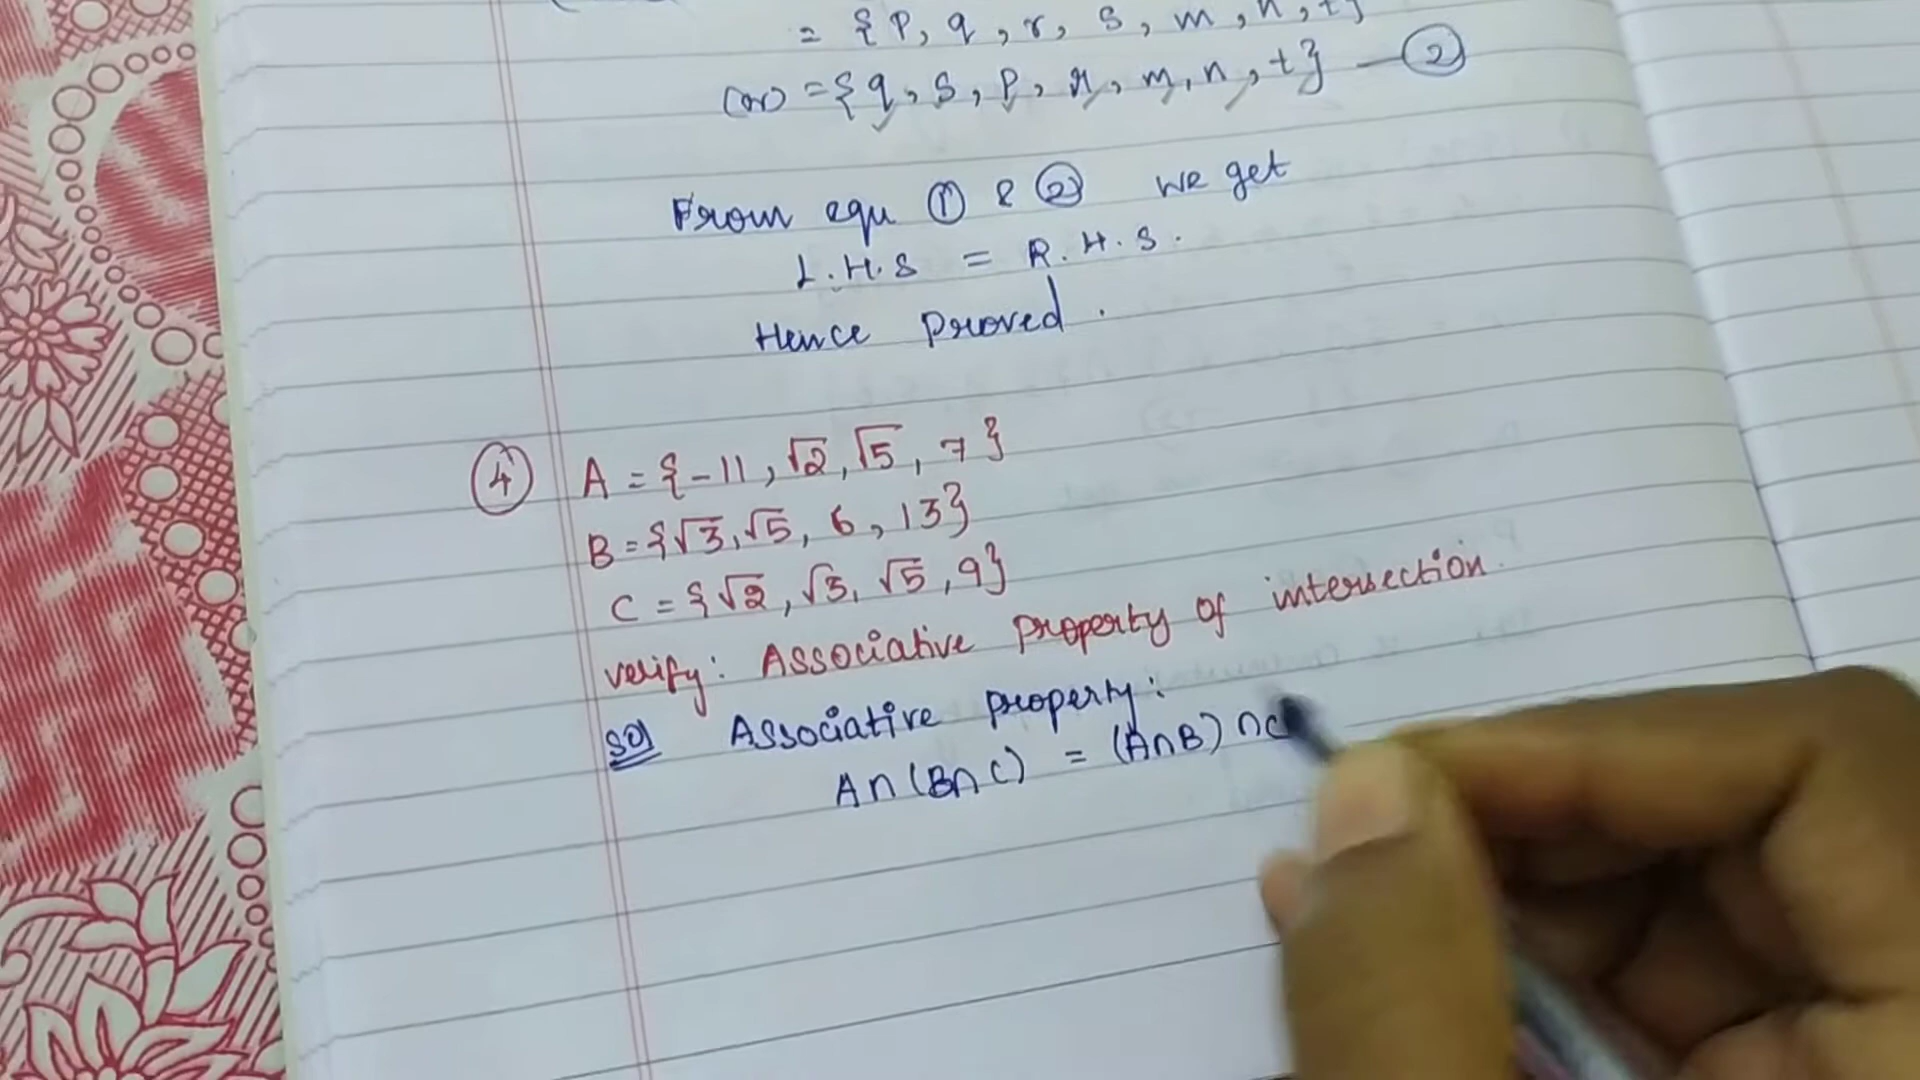 = {p, q, r, s, m, n, t}
(or) = {q, s, p, r, m, n, t} — ②
From equ ① & ② we get
L.H.S = R.H.S.
Hence proved.
④ A = {-11, √2, √5, 7}
B = {√3, √5, 6, 13}
C = {√2, √3, √5, 9}
verify: Associative property of intersection.
Sol Associative property:
A∩(B∩C) = (A∩B)∩C